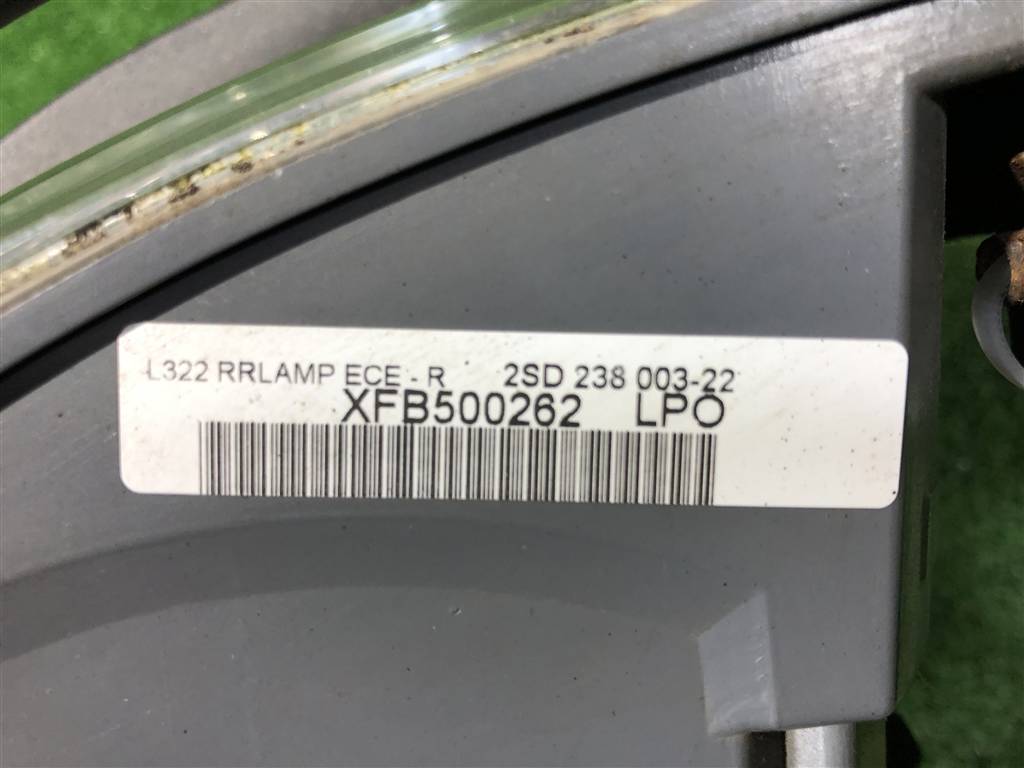 L322 RRLAMP ECE - R 2SD 238 003-22
XFB500262 LPO